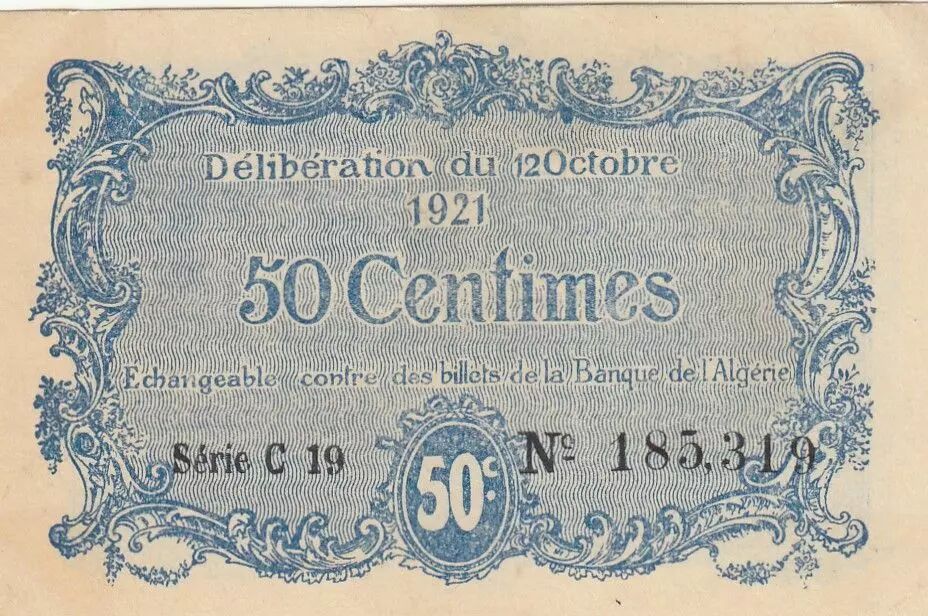 Délibération du 12 Octobre
1921
50 Centimes
Echangeable contre des billets de la Banque de l'Algérie
Série C 19
Nº 185,319
50c.